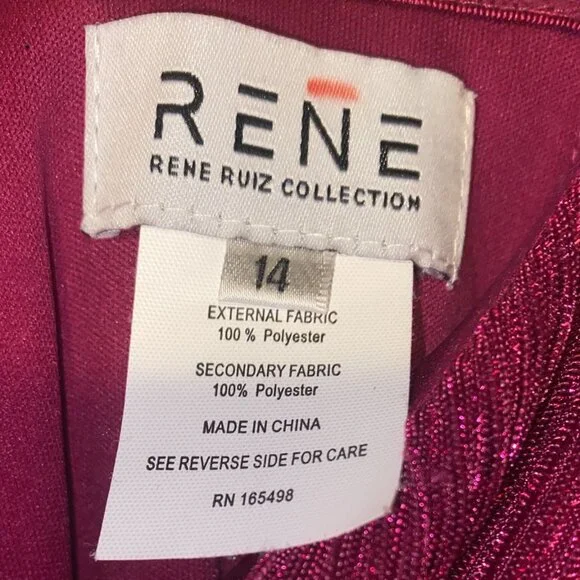 RENE
RENE RUIZ COLLECTION
14
EXTERNAL FABRIC
100 % Polyester
SECONDARY FABRIC
100% Polyester
MADE IN CHINA
SEE REVERSE SIDE FOR CARE
RN 165498